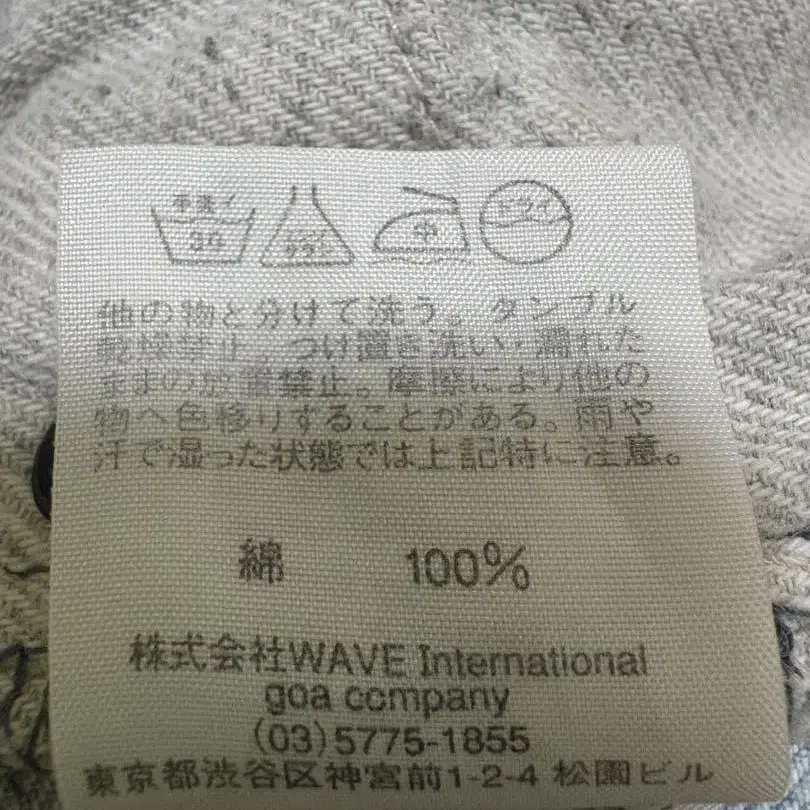 手洗イ 30 エンソサラシ 中 ドライ
他の物と分けて洗う。タンブル
乾燥禁止。つけ置き洗い・濡れた
ままの放置禁止。摩擦により他の
物へ色移りすることがある。雨や
汗で湿った状態では上記特に注意。
綿 100%
株式会社WAVE International
goa company
(03)5775-1855
東京都渋谷区神宮前1-2-4 松園ビル